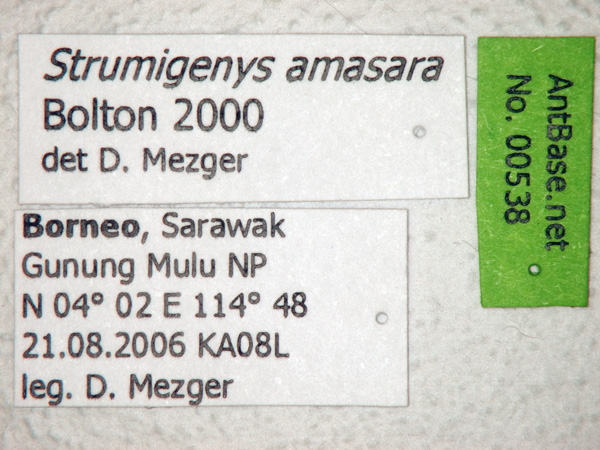 Strumigenys amasara
Bolton 2000
det D. Mezger
Borneo, Sarawak
Gunung Mulu NP
N 04° 02 E 114° 48
21.08.2006 KA08L
leg. D. Mezger
AntBase.net
No. 00538